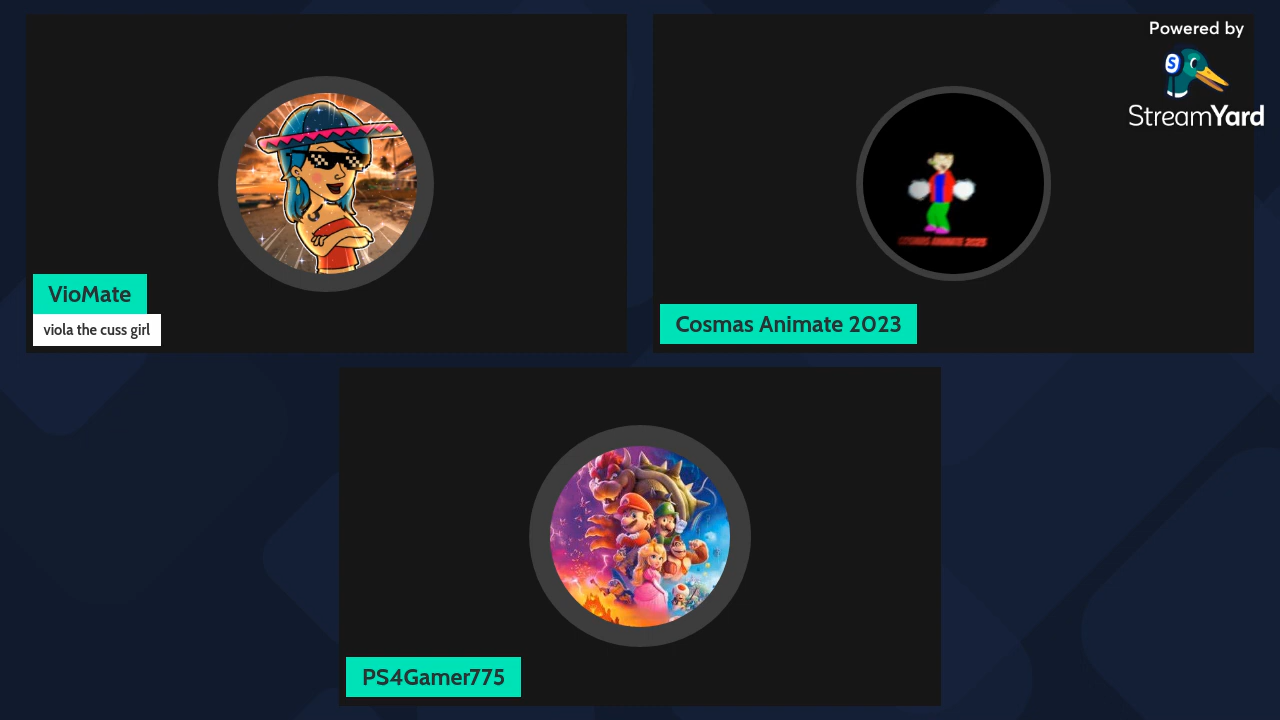 Powered by
S
StreamYard
VioMate
viola the cuss girl
Cosmas Animate 2023
PS4Gamer775